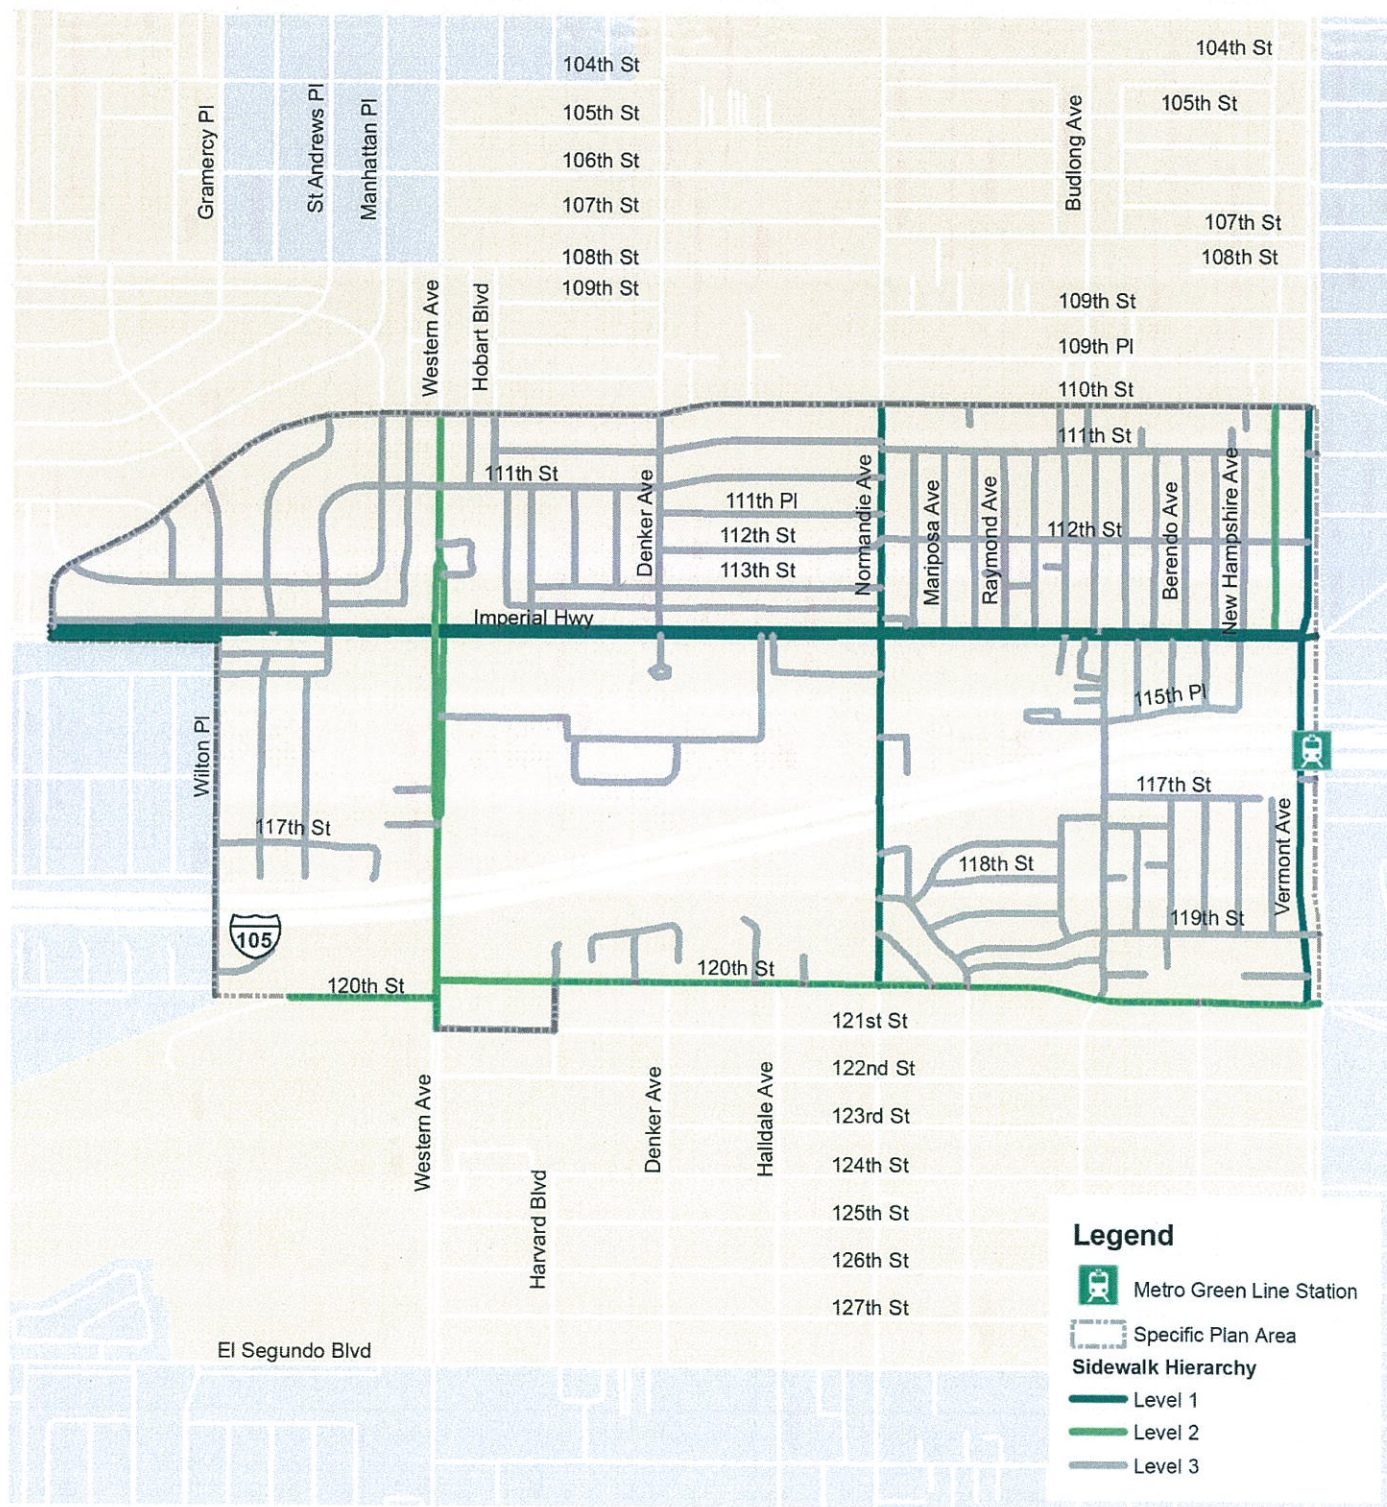 104th St
104th St
105th St
105th St
Gramercy Pl
St Andrews Pl
Manhattan Pl
Budlong Ave
106th St
107th St
107th St
108th St
108th St
109th St
109th St
Western Ave
Hobart Blvd
109th Pl
110th St
111th St
111th St
Denker Ave
111th Pl
Normandie Ave
Mariposa Ave
Raymond Ave
112th St
112th St
Berendo Ave
New Hampshire Ave
113th St
Imperial Hwy
115th Pl
Wilton Pl
117th St
117th St
Vermont Ave
118th St
119th St
105
120th St
120th St
121st St
122nd St
Western Ave
Denker Ave
Halldale Ave
123rd St
124th St
Harvard Blvd
125th St
126th St
127th St
El Segundo Blvd
Legend
Metro Green Line Station
Specific Plan Area
Sidewalk Hierarchy
Level 1
Level 2
Level 3